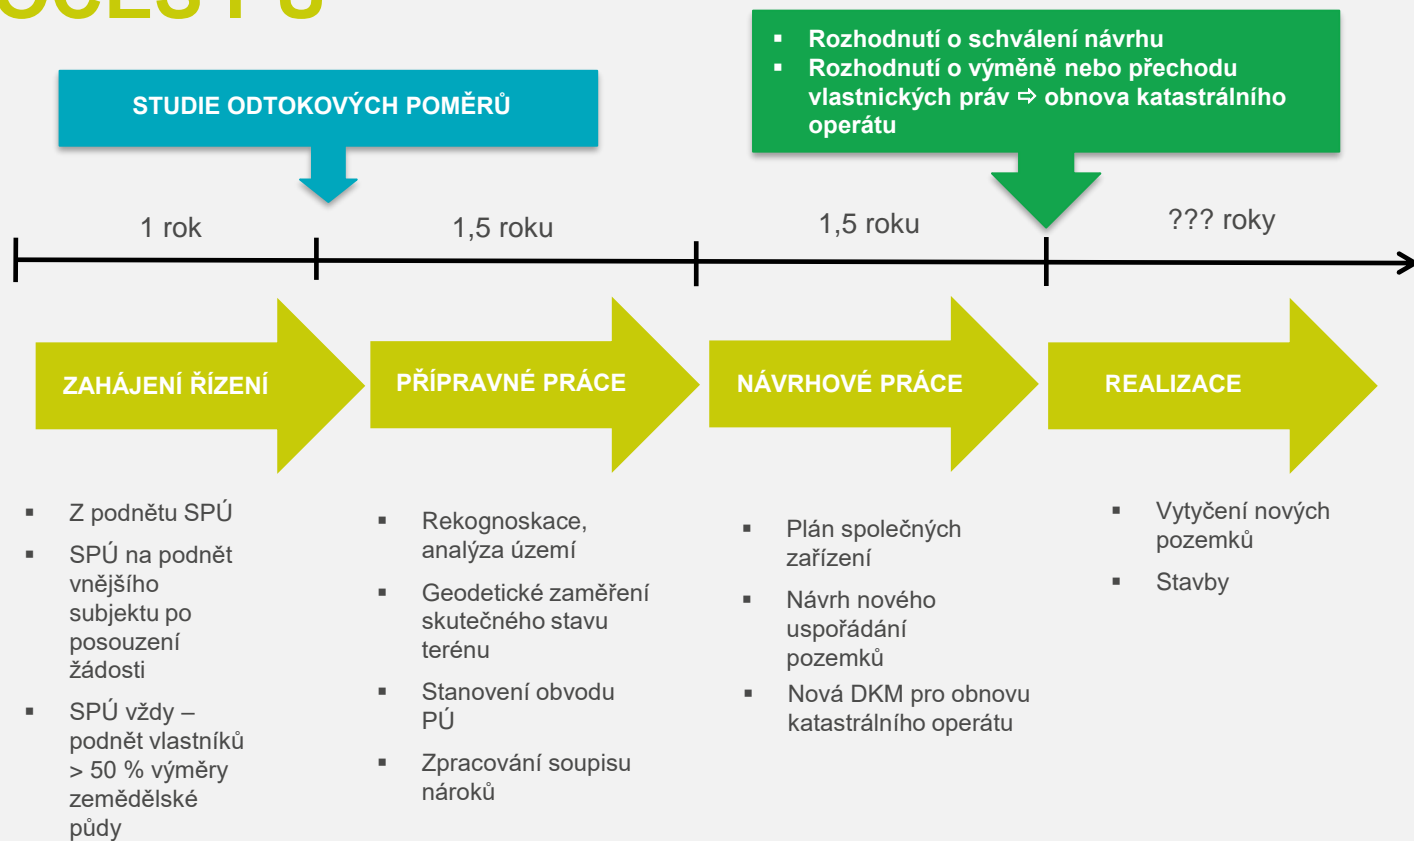 STUDIE ODTOKOVÝCH POMĚRŮ
▪ Rozhodnutí o schválení návrhu
▪ Rozhodnutí o výměně nebo přechodu
vlastnických práv ⇨ obnova katastrálního
operátu
1 rok
1,5 roku
1,5 roku
??? roky
ZAHÁJENÍ ŘÍZENÍ
PŘÍPRAVNÉ PRÁCE
NÁVRHOVÉ PRÁCE
REALIZACE
▪ Z podnětu SPÚ
▪ SPÚ na podnět
vnějšího
subjektu po
posouzení
žádosti
▪ SPÚ vždy –
podnět vlastníků
> 50 % výměry
zemědělské
půdy
▪ Rekognoskace,
analýza území
▪ Geodetické zaměření
skutečného stavu
terénu
▪ Stanovení obvodu
PÚ
▪ Zpracování soupisu
nároků
▪ Plán společných
zařízení
▪ Návrh nového
uspořádání
pozemků
▪ Nová DKM pro obnovu
katastrálního operátu
▪ Vytyčení nových
pozemků
▪ Stavby